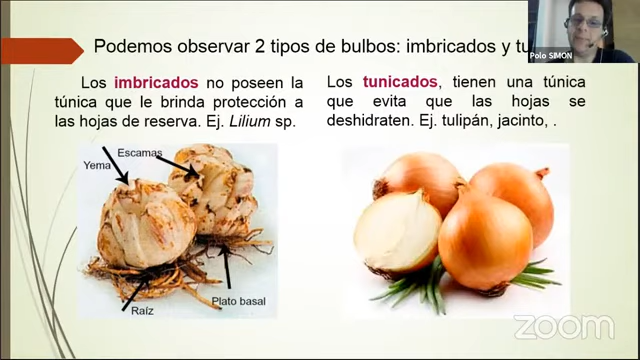 Podemos observar 2 tipos de bulbos: imbricados y tu
Polo SIMON
Los imbricados no poseen la
túnica que le brinda protección a
las hojas de reserva. Ej. Lilium sp.
Los tunicados, tienen una túnica
que evita que las hojas se
deshidraten. Ej. tulipán, jacinto, .
Escamas
Yema
Plato basal
Raíz
zoom